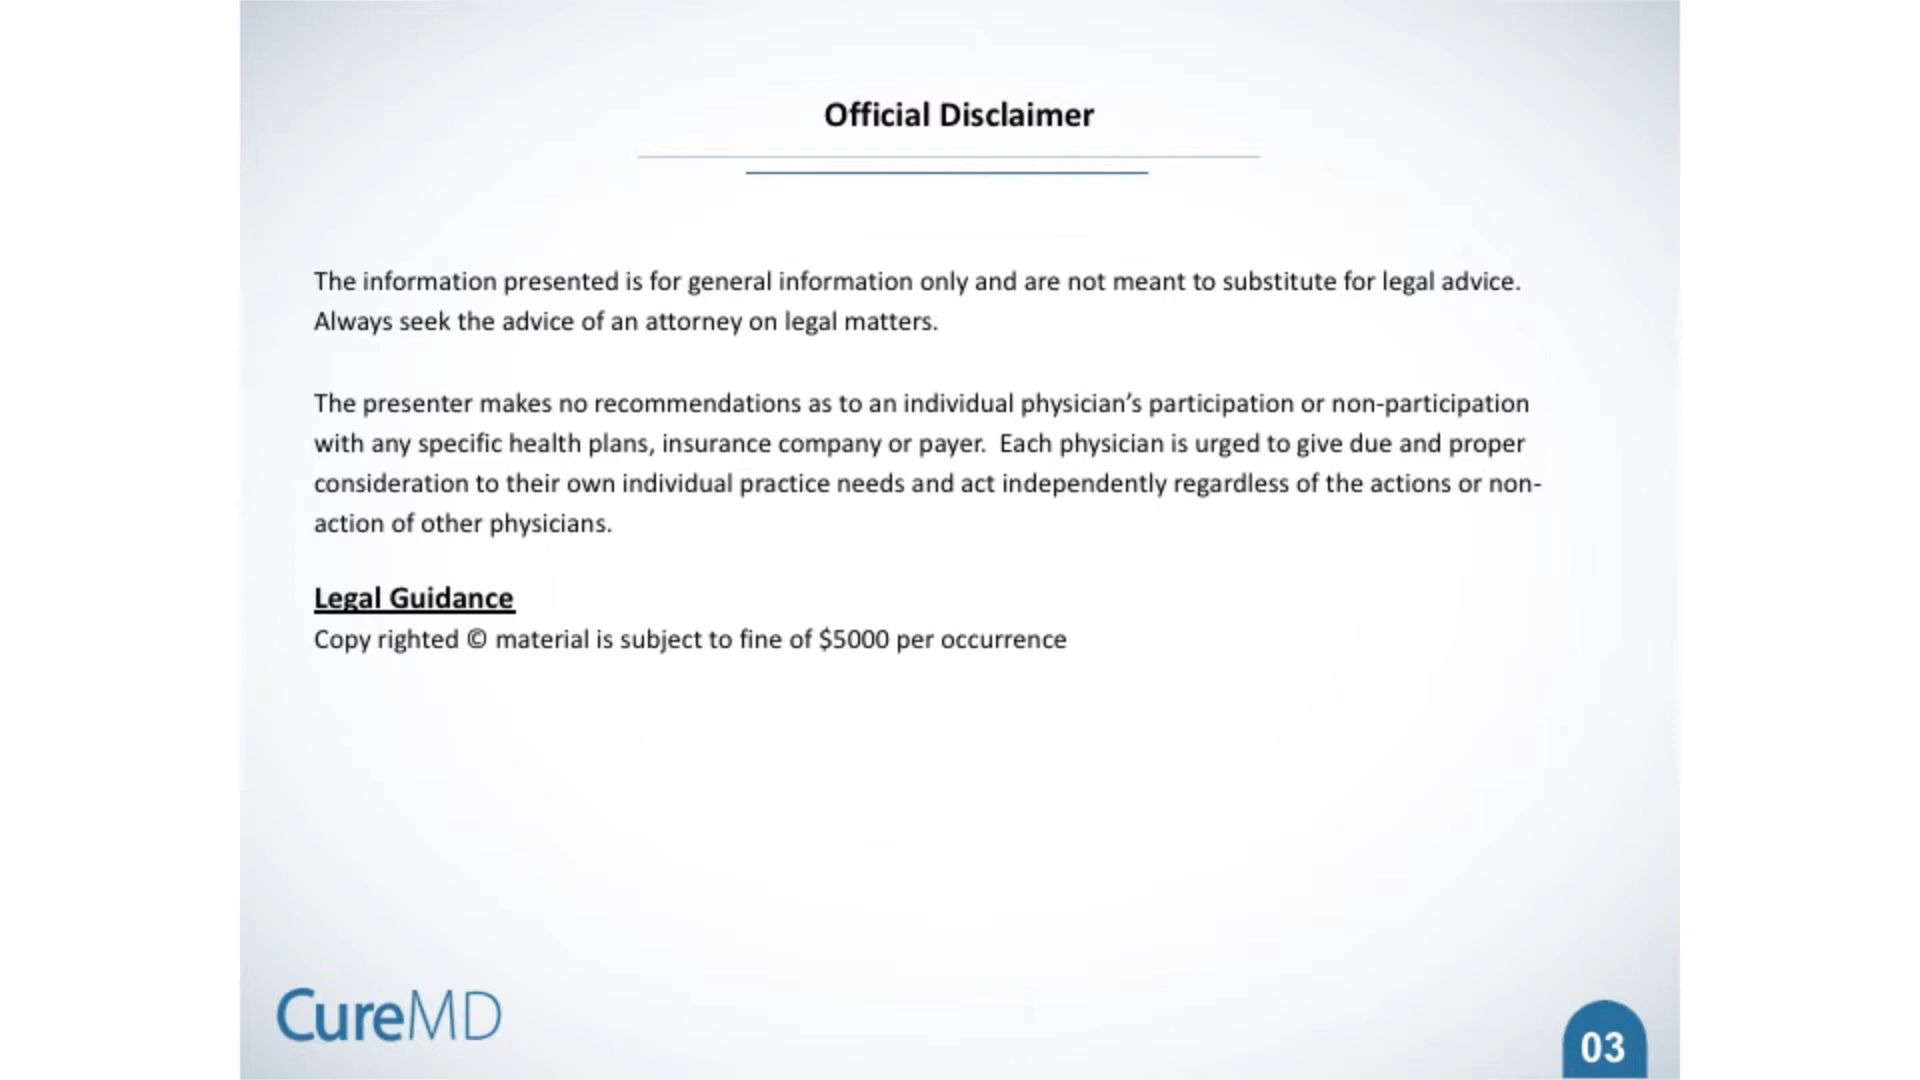 Official Disclaimer
The information presented is for general information only and are not meant to substitute for legal advice.
Always seek the advice of an attorney on legal matters.
The presenter makes no recommendations as to an individual physician’s participation or non-participation
with any specific health plans, insurance company or payer.  Each physician is urged to give due and proper
consideration to their own individual practice needs and act independently regardless of the actions or non-
action of other physicians.
Legal Guidance
Copy righted © material is subject to fine of $5000 per occurrence
CureMD
03